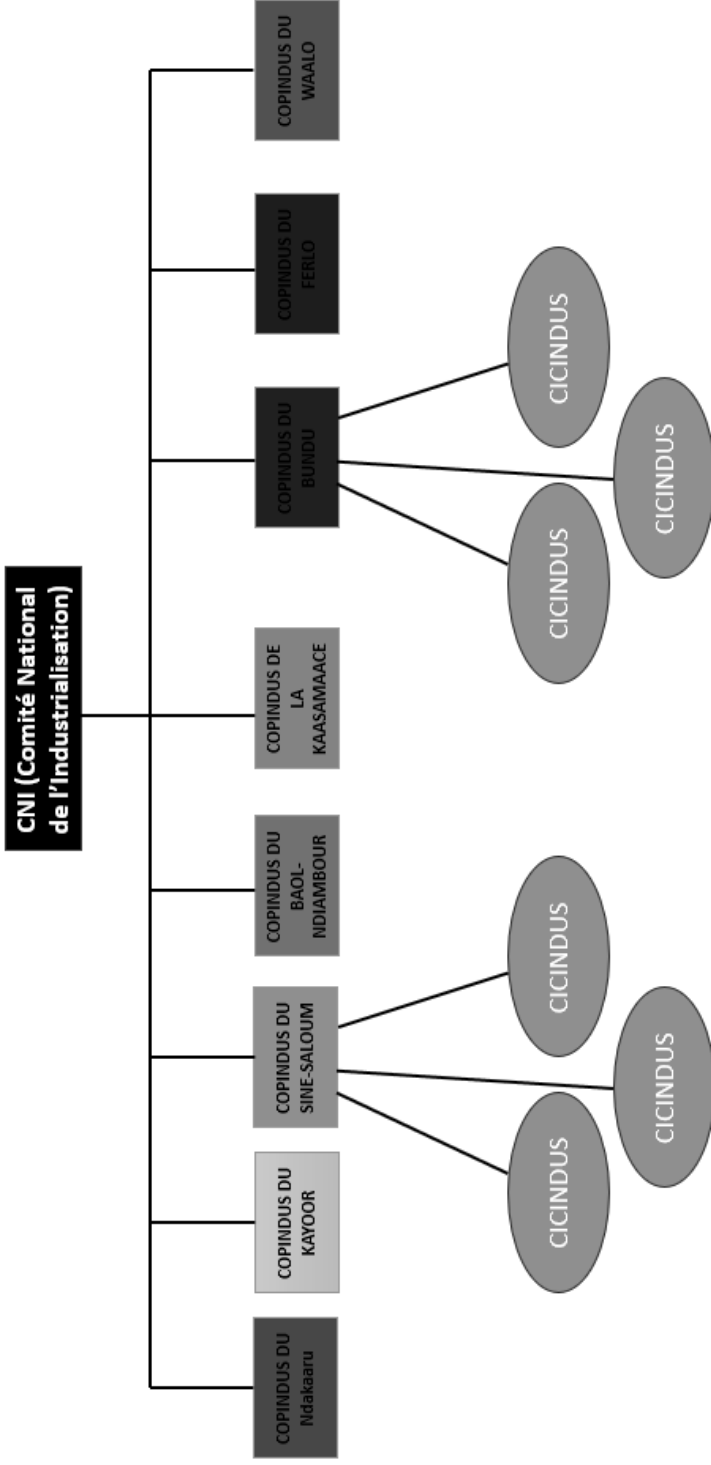 CNI (Comité National
de l'Industrialisation)
COPINDUS DU
Ndakaaru
COPINDUS DU
KAYOOR
COPINDUS DU
SINE-SALOUM
COPINDUS DU
BAOL-
NDIAMBOUR
COPINDUS DE
LA
KAASAMAACE
COPINDUS DU
BUNDU
COPINDUS DU
FERLO
COPINDUS DU
WAALO
CICINDUS
CICINDUS
CICINDUS
CICINDUS
CICINDUS
CICINDUS